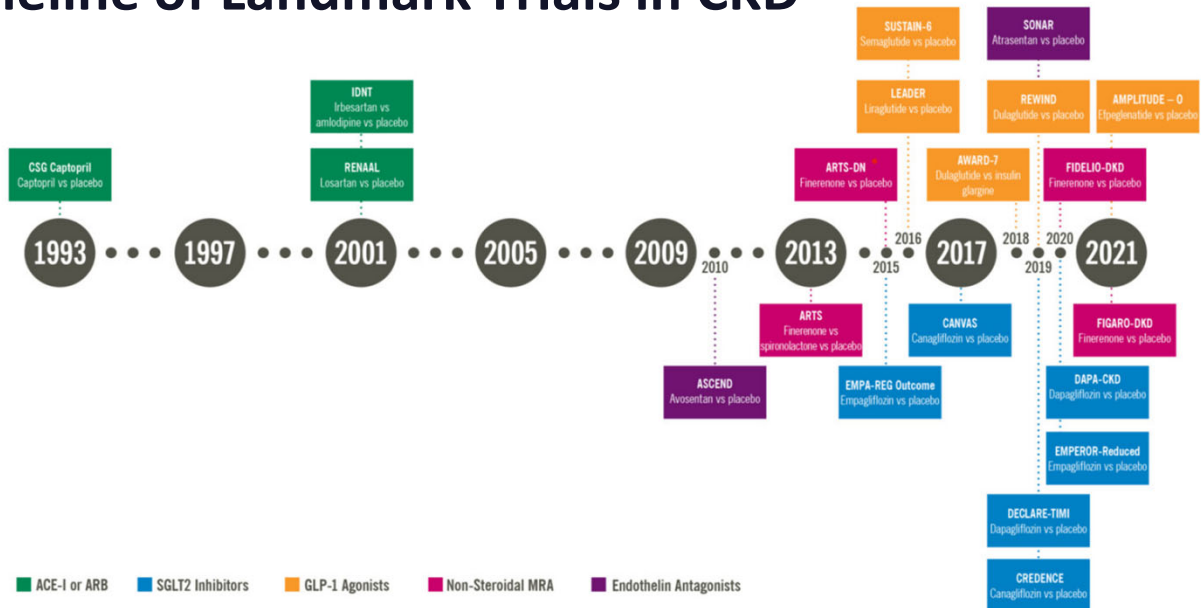 neline of Landmark Trials in CKD
SUSTAIN-6
Semaglutide vs placebo
SONAR
Atrasentan vs placebo
IDNT
Irbesartan vs
amlodipine vs placebo
LEADER
Liraglutide vs placebo
REWIND
Dulaglutide vs placebo
AMPLITUDE – O
Efpeglenatide vs placebo
CSG Captopril
Captopril vs placebo
RENAAL
Losartan vs placebo
ARTS-DN *
Finerenone vs placebo
AWARD-7
Dulaglutide vs insulin
glargine
FIDELIO-DKD
Finerenone vs placebo
1993
1997
2001
2005
2009
2010
2013
2015
2016
2017
2018
2019
2020
2021
ARTS
Finerenone vs
spironolactone vs placebo
CANVAS
Canagliflozin vs placebo
FIGARO-DKD
Finerenone vs placebo
ASCEND
Avosentan vs placebo
EMPA-REG Outcome
Empagliflozin vs placebo
DAPA-CKD
Dapagliflozin vs placebo
EMPEROR-Reduced
Empagliflozin vs placebo
DECLARE-TIMI
Dapagliflozin vs placebo
CREDENCE
Canagliflozin vs placebo
ACE-I or ARB
SGLT2 Inhibitors
GLP-1 Agonists
Non-Steroidal MRA
Endothelin Antagonists